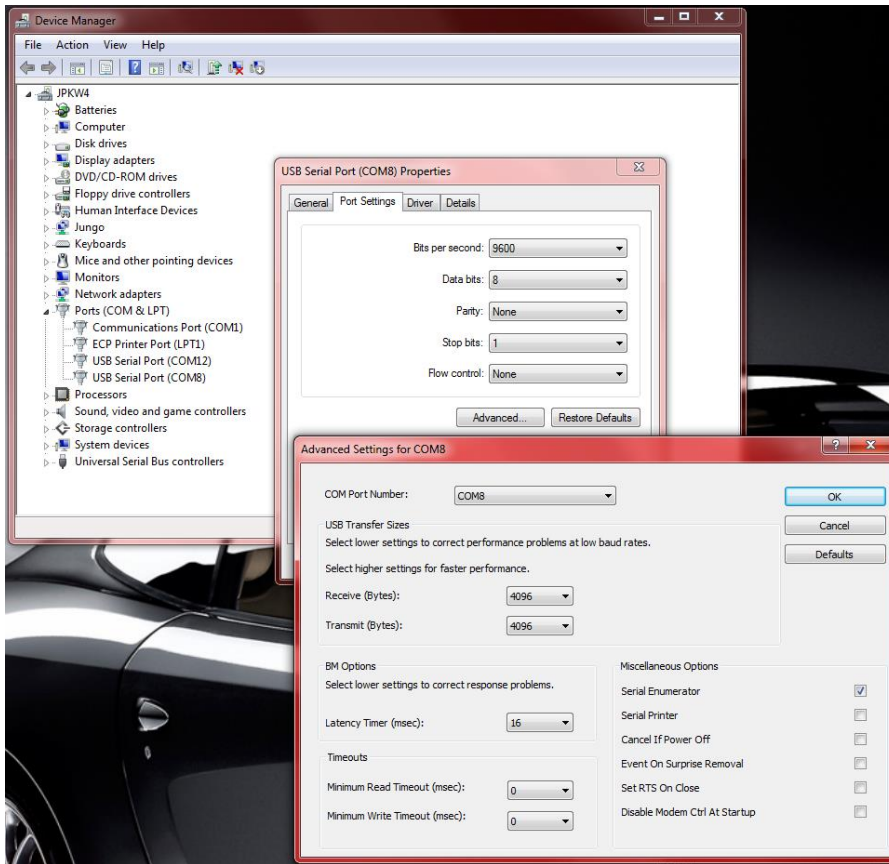 Device Manager
File Action View Help
JPKW4
Batteries
Computer
Disk drives
Display adapters
DVD/CD-ROM drives
Floppy drive controllers
Human Interface Devices
Jungo
Keyboards
Mice and other pointing devices
Monitors
Network adapters
Ports (COM & LPT)
Communications Port (COM1)
ECP Printer Port (LPT1)
USB Serial Port (COM12)
USB Serial Port (COM8)
Processors
Sound, video and game controllers
Storage controllers
System devices
Universal Serial Bus controllers
USB Serial Port (COM8) Properties
General Port Settings Driver Details
Bits per second: 9600
Data bits: 8
Parity: None
Stop bits: 1
Flow control: None
Advanced... Restore Defaults
Advanced Settings for COM8
COM Port Number: COM8
OK
Cancel
Defaults
USB Transfer Sizes
Select lower settings to correct performance problems at low baud rates.
Select higher settings for faster performance.
Receive (Bytes): 4096
Transmit (Bytes): 4096
BM Options
Select lower settings to correct response problems.
Latency Timer (msec): 16
Timeouts
Minimum Read Timeout (msec): 0
Minimum Write Timeout (msec): 0
Miscellaneous Options
Serial Enumerator
Serial Printer
Cancel If Power Off
Event On Surprise Removal
Set RTS On Close
Disable Modem Ctrl At Startup